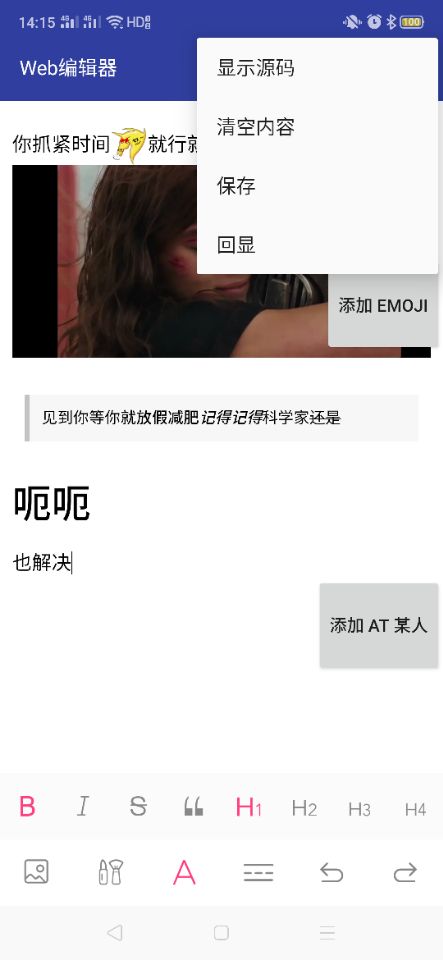 14:15 4G 4G HD 100
Web编辑器
显示源码
清空内容
保存
回显
你抓紧时间 就行就
添加 EMOJI
见到你等你就放假减肥记得记得科学家还是
呃呃
也解决
添加 AT 某人
B I S H1 H2 H3 H4
A